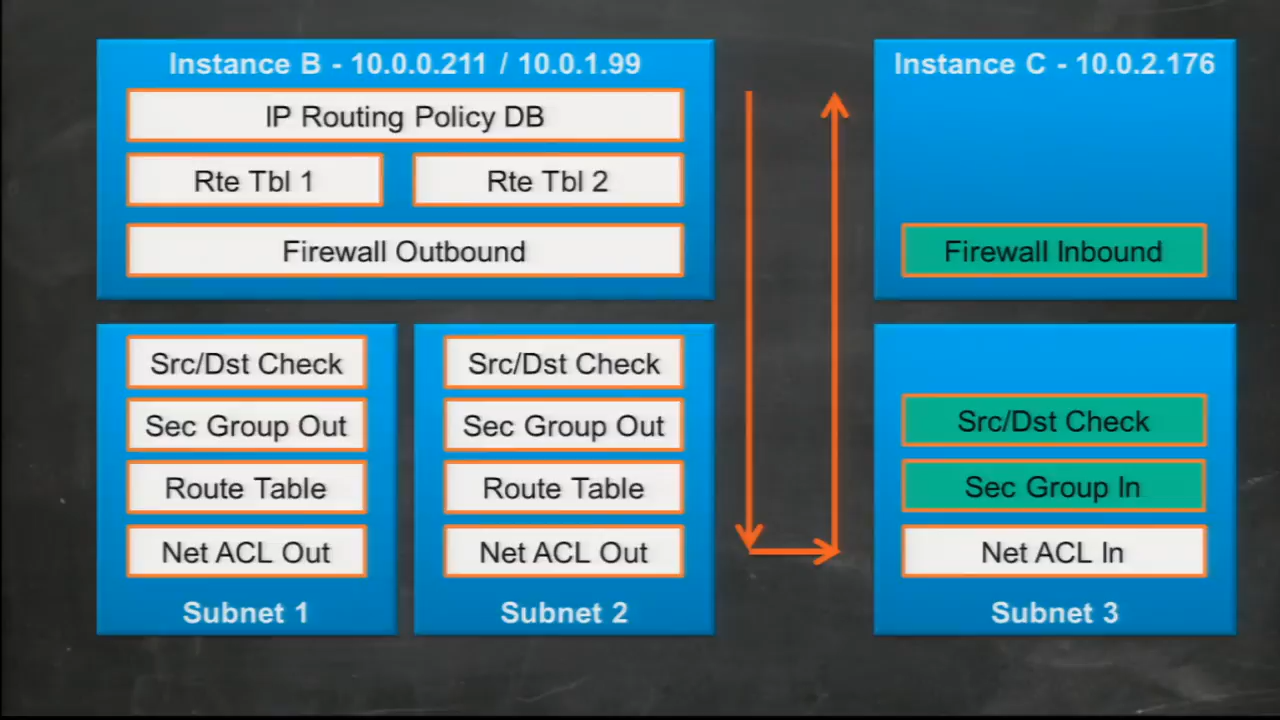 Instance B - 10.0.0.211 / 10.0.1.99
IP Routing Policy DB
Rte Tbl 1
Rte Tbl 2
Firewall Outbound
Src/Dst Check
Sec Group Out
Route Table
Net ACL Out
Subnet 1
Src/Dst Check
Sec Group Out
Route Table
Net ACL Out
Subnet 2
Instance C - 10.0.2.176
Firewall Inbound
Src/Dst Check
Sec Group In
Net ACL In
Subnet 3